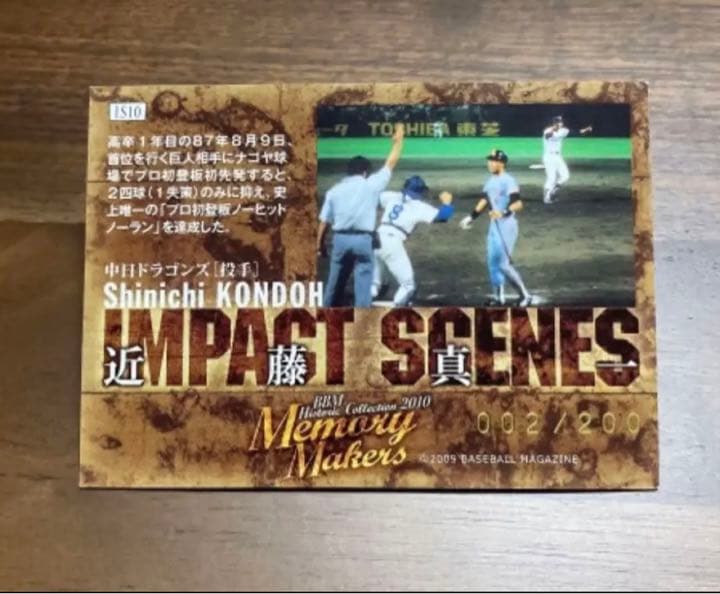 IS10
高卒1年目の87年8月9日、
首位を行く巨人相手にナゴヤ球
場でプロ初登板初先発すると、
2四球(1失策)のみに抑え、史
上唯一の「プロ初登板ノーヒット
ノーラン」を達成した。
ータ TOSHIBA 東芝
中日ドラゴンズ[投手]
Shinichi KONDOH
IMPACT SCENES
近藤真一
BBM
Historic Collection 2010
Memory
Makers
002/200
©2009 BASEBALL MAGAZINE